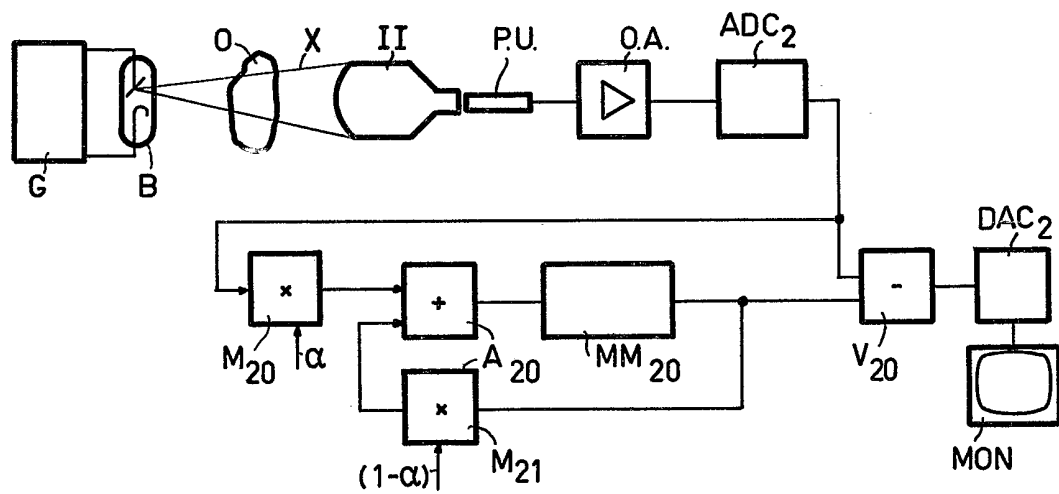 O X II P.U. O.A. ADC₂
G B
DAC₂
× + -
M₂₀ α A₂₀ MM₂₀ V₂₀
×
(1-α) M₂₁ MON